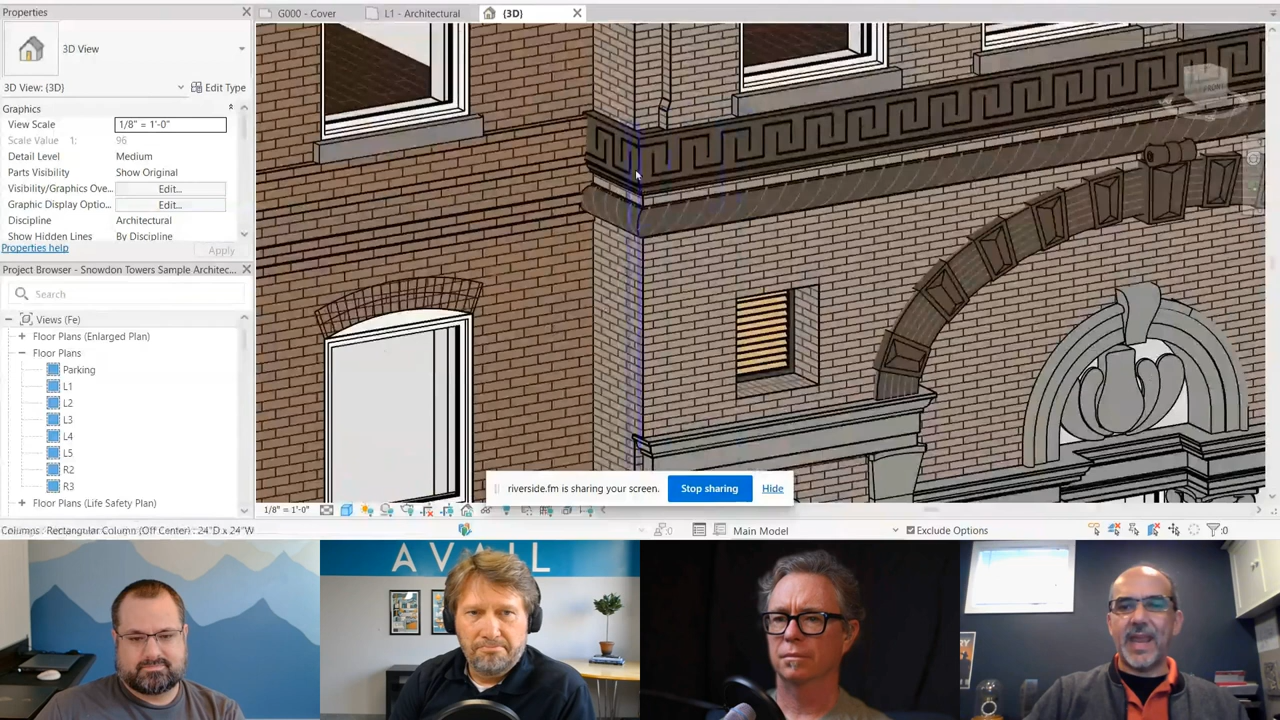 Properties
3D View
3D View: {3D}
Edit Type
Graphics
View Scale
1/8" = 1'-0"
Scale Value 1:
96
Detail Level
Medium
Parts Visibility
Show Original
Visibility/Graphics Ove...
Edit...
Graphic Display Optio...
Edit...
Discipline
Architectural
Show Hidden Lines
By Discipline
Properties help
Apply
Project Browser - Snowdon Towers Sample Architec...
Search
Views (Fe)
Floor Plans (Enlarged Plan)
Floor Plans
Parking
L1
L2
L3
L4
L5
R2
R3
Floor Plans (Life Safety Plan)
G000 - Cover
L1 - Architectural
{3D}
FRONT
riverside.fm is sharing your screen.
Stop sharing
Hide
1/8" = 1'-0"
Columns : Rectangular Column (Off Center) : 24"D x 24"W
:0
Main Model
Exclude Options
:0
AVAIL